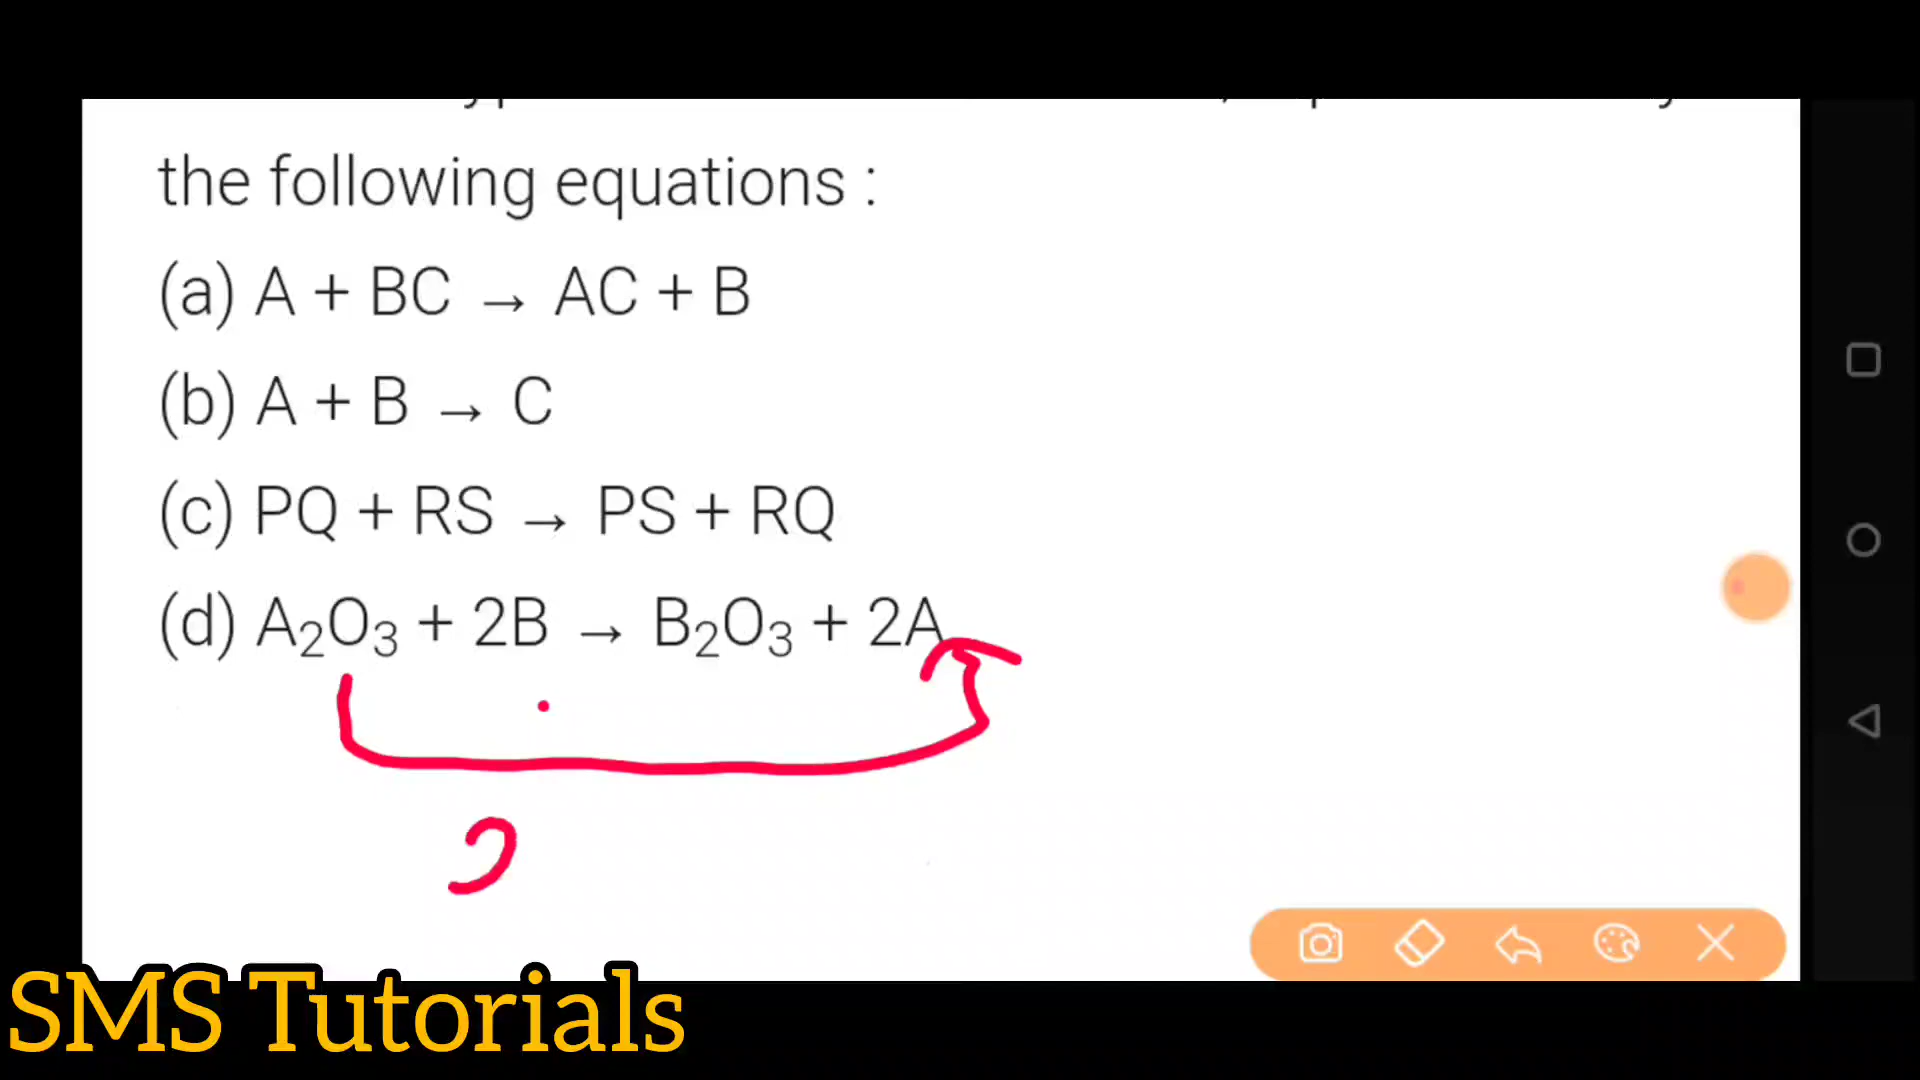 the following equations :
(a) A + BC → AC + B
(b) A + B → C
(c) PQ + RS → PS + RQ
(d) A₂O₃ + 2B → B₂O₃ + 2A
SMS Tutorials